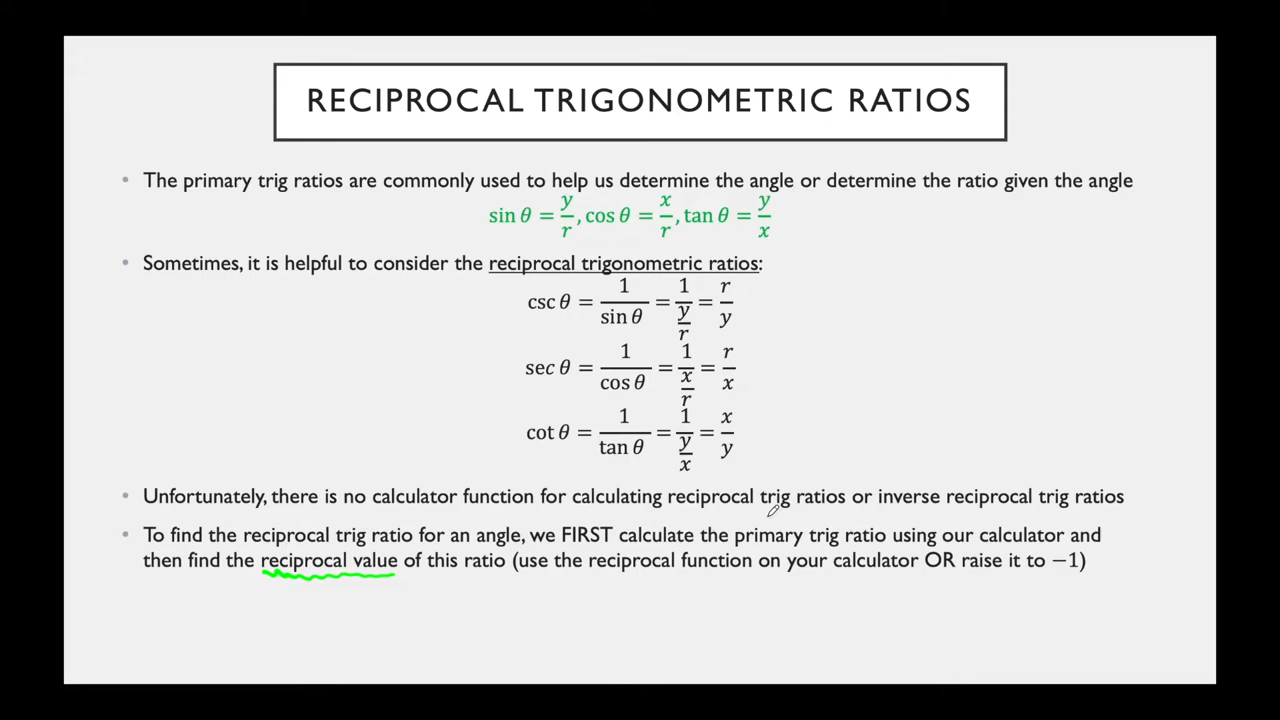 RECIPROCAL TRIGONOMETRIC RATIOS
• The primary trig ratios are commonly used to help us determine the angle or determine the ratio given the angle
sin θ = y/r, cos θ = x/r, tan θ = y/x
• Sometimes, it is helpful to consider the reciprocal trigonometric ratios:
csc θ = 1/(sin θ) = 1/(y/r) = r/y
sec θ = 1/(cos θ) = 1/(x/r) = r/x
cot θ = 1/(tan θ) = 1/(y/x) = x/y
• Unfortunately, there is no calculator function for calculating reciprocal trig ratios or inverse reciprocal trig ratios
• To find the reciprocal trig ratio for an angle, we FIRST calculate the primary trig ratio using our calculator and
then find the reciprocal value of this ratio (use the reciprocal function on your calculator OR raise it to −1)